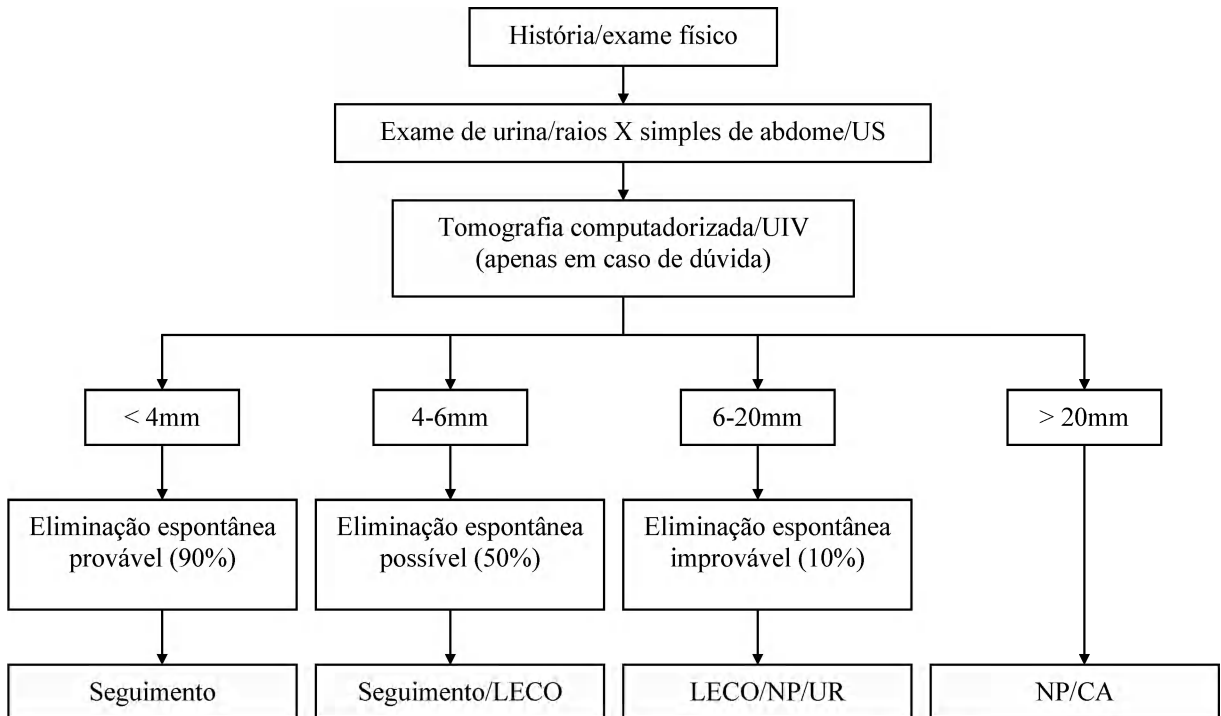 História/exame físico
Exame de urina/raios X simples de abdome/US
Tomografia computadorizada/UIV
(apenas em caso de dúvida)
< 4mm
4-6mm
6-20mm
> 20mm
Eliminação espontânea
provável (90%)
Eliminação espontânea
possível (50%)
Eliminação espontânea
improvável (10%)
Seguimento
Seguimento/LECO
LECO/NP/UR
NP/CA